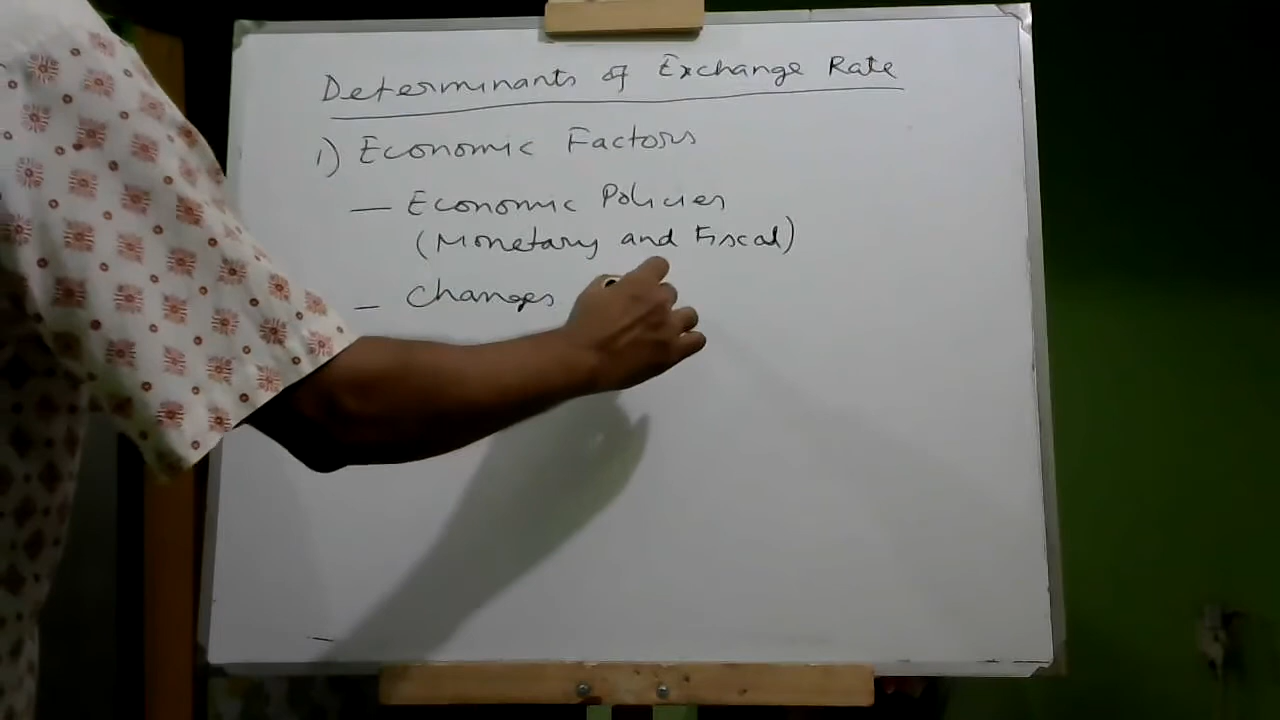 Determinants of Exchange Rate
1) Economic Factors
— Economic Policies
(Monetary and Fiscal)
— Changes